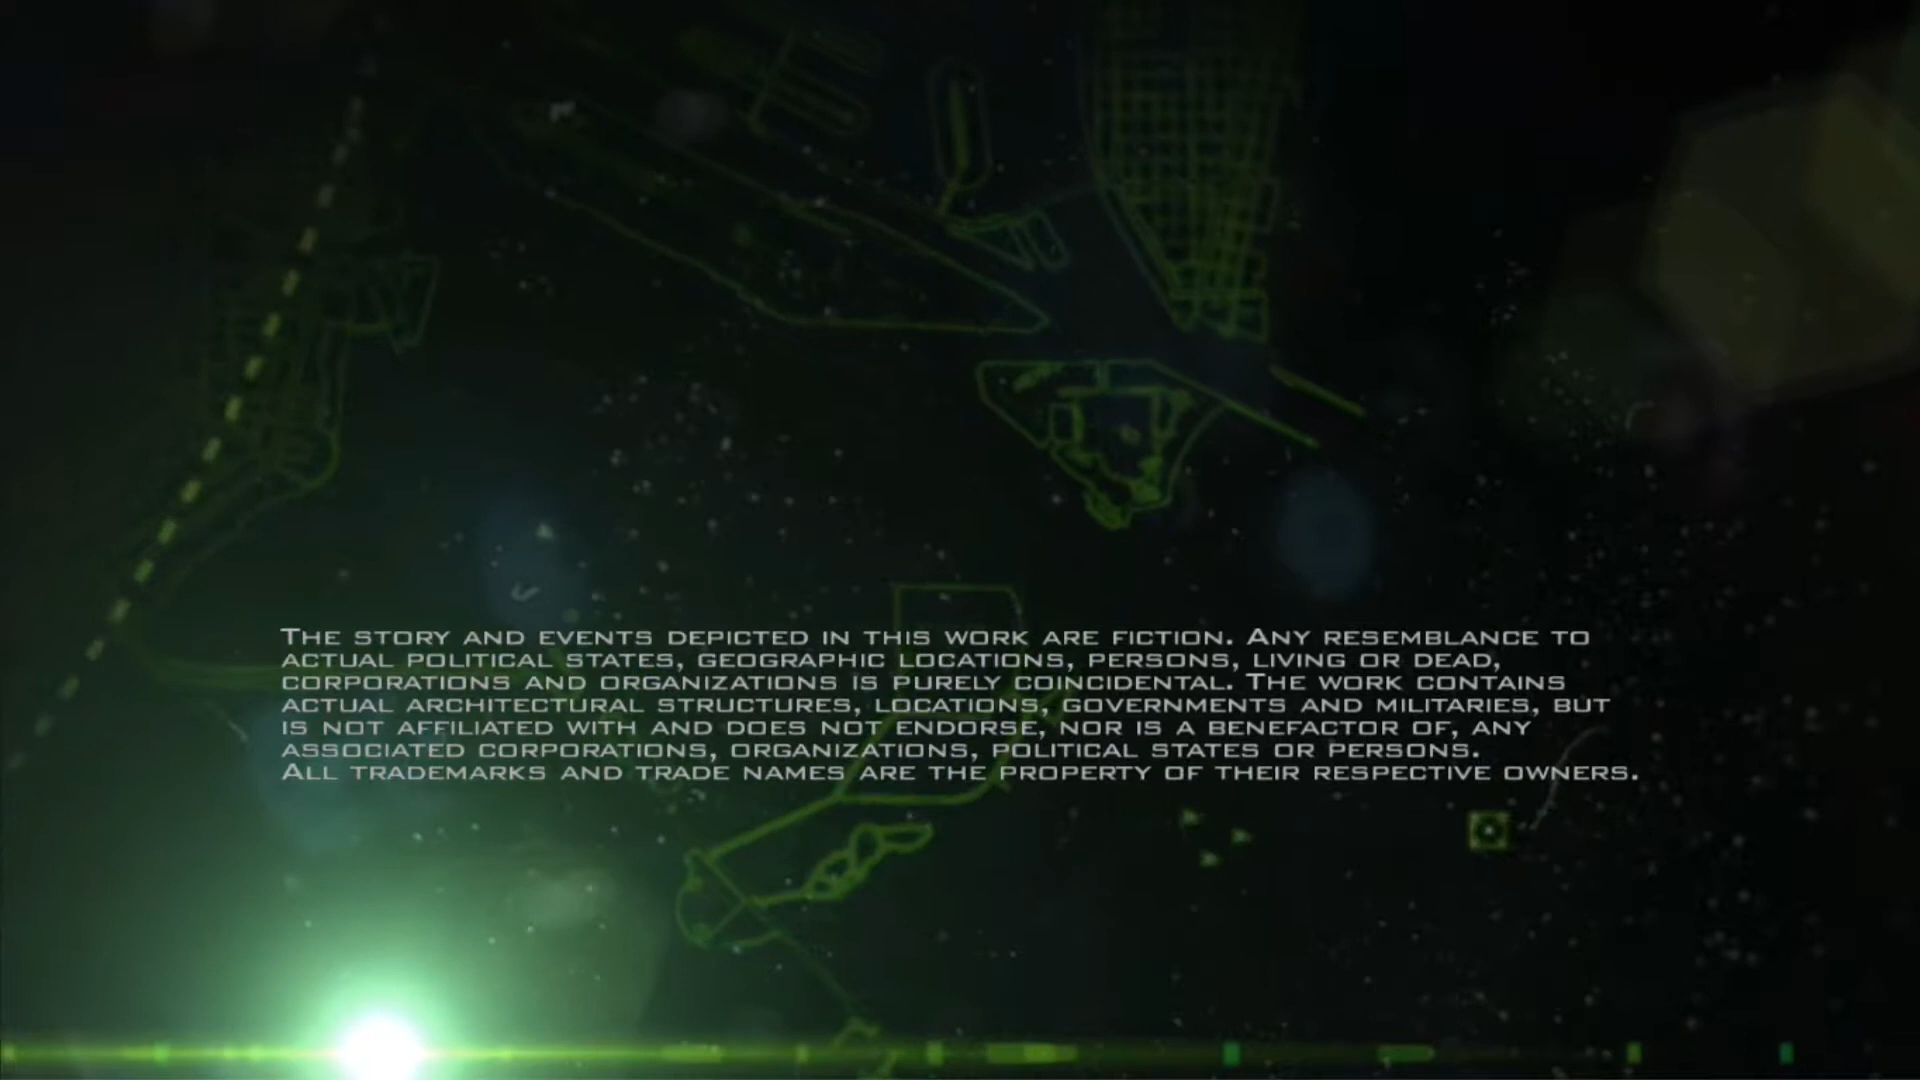 The story and events depicted in this work are fiction. Any resemblance to
actual political states, geographic locations, persons, living or dead,
corporations and organizations is purely coincidental. The work contains
actual architectural structures, locations, governments and militaries, but
is not affiliated with and does not endorse, nor is a benefactor of, any
associated corporations, organizations, political states or persons.
All trademarks and trade names are the property of their respective owners.